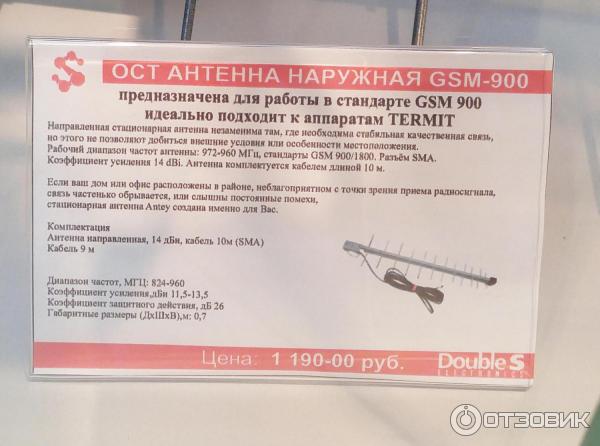 ОСТ АНТЕННА НАРУЖНАЯ GSM-900
предназначена для работы в стандарте GSM 900
идеально подходит к аппаратам TERMIT
Направленная стационарная антенна незаменима там, где необходима стабильная качественная связь,
но этого не позволяют добиться внешние условия или особенности местоположения.
Рабочий диапазон частот антенны: 972-960 МГц, стандарты GSM 900/1800. Разъём SMA.
Коэффициент усиления 14 dBi. Антенна комплектуется кабелем длиной 10 м.
Если ваш дом или офис расположены в районе, неблагоприятном с точки зрения приема радиосигнала,
связь частенько обрывается, или слышны постоянные помехи,
стационарная антенна Antey создана именно для Вас.
Комплектация
Антенна направленная, 14 дБи, кабель 10м (SMA)
Кабель 9 м
Диапазон частот, МГЦ: 824-960
Коэффициент усиления,дБи 11,5-13,5
Коэффициент защитного действия, дБ 26
Габаритные размеры (ДхШхВ),м: 0,7
Цена: 1 190-00 руб.
Double S
ELECTRONICS
ОТЗОВИК